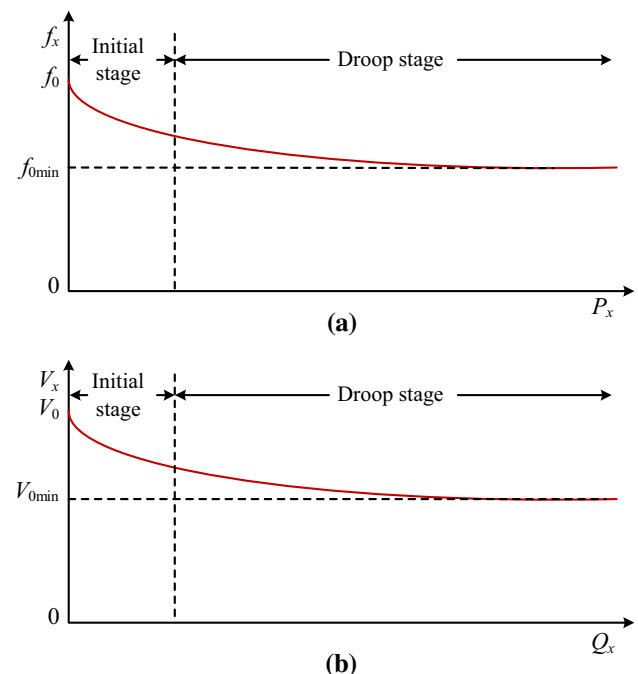 fₓ
Initial stage
Droop stage
f₀
f₀min
0
Pₓ
(a)
Vₓ
Initial stage
Droop stage
V₀
V₀min
0
Qₓ
(b)